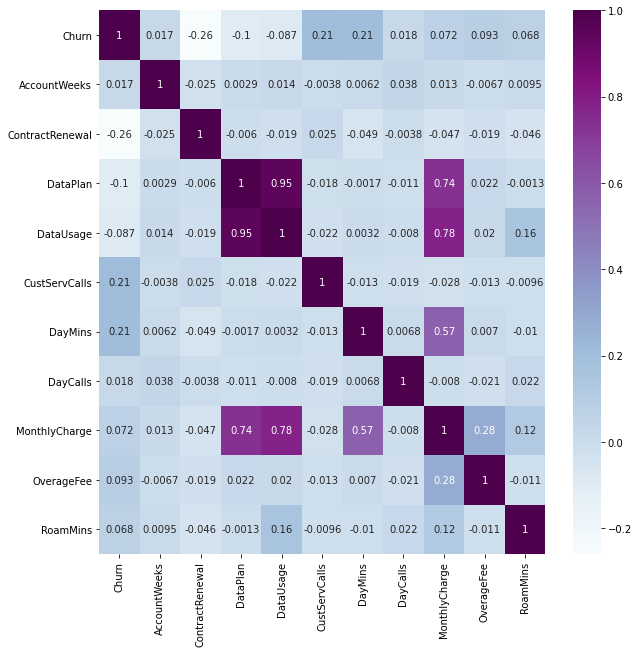 Churn 1 0.017 -0.26 -0.1 -0.087 0.21 0.21 0.018 0.072 0.093 0.068
AccountWeeks 0.017 1 -0.025 0.0029 0.014 -0.0038 0.0062 0.038 0.013 -0.0067 0.0095
ContractRenewal -0.26 -0.025 1 -0.006 -0.019 0.025 -0.049 -0.0038 -0.047 -0.019 -0.046
DataPlan -0.1 0.0029 -0.006 1 0.95 -0.018 -0.0017 -0.011 0.74 0.022 -0.0013
DataUsage -0.087 0.014 -0.019 0.95 1 -0.022 0.0032 -0.008 0.78 0.02 0.16
CustServCalls 0.21 -0.0038 0.025 -0.018 -0.022 1 -0.013 -0.019 -0.028 -0.013 -0.0096
DayMins 0.21 0.0062 -0.049 -0.0017 0.0032 -0.013 1 0.0068 0.57 0.007 -0.01
DayCalls 0.018 0.038 -0.0038 -0.011 -0.008 -0.019 0.0068 1 -0.008 -0.021 0.022
MonthlyCharge 0.072 0.013 -0.047 0.74 0.78 -0.028 0.57 -0.008 1 0.28 0.12
OverageFee 0.093 -0.0067 -0.019 0.022 0.02 -0.013 0.007 -0.021 0.28 1 -0.011
RoamMins 0.068 0.0095 -0.046 -0.0013 0.16 -0.0096 -0.01 0.022 0.12 -0.011 1
Churn
AccountWeeks
ContractRenewal
DataPlan
DataUsage
CustServCalls
DayMins
DayCalls
MonthlyCharge
OverageFee
RoamMins
1.0
0.8
0.6
0.4
0.2
0.0
−0.2